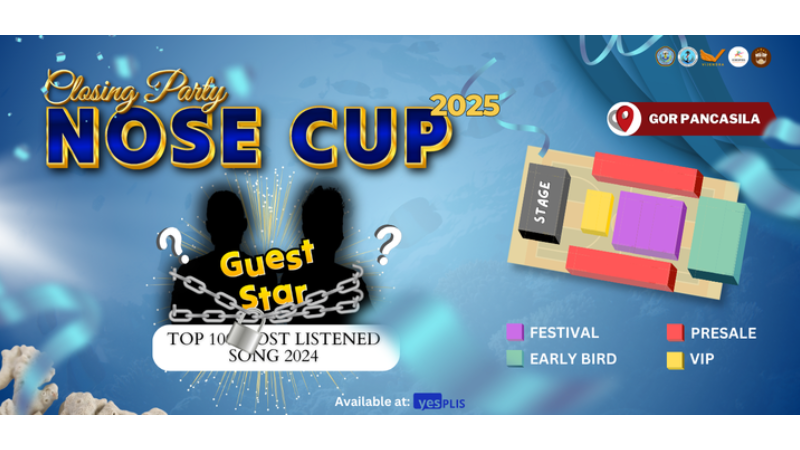 Closing Party
NOSE CUP
2025
GOR PANCASILA
STAGE
?
?
Guest
Star
TOP 10 MOST LISTENED
SONG 2024
FESTIVAL
PRESALE
EARLY BIRD
VIP
Available at: yesPLIS